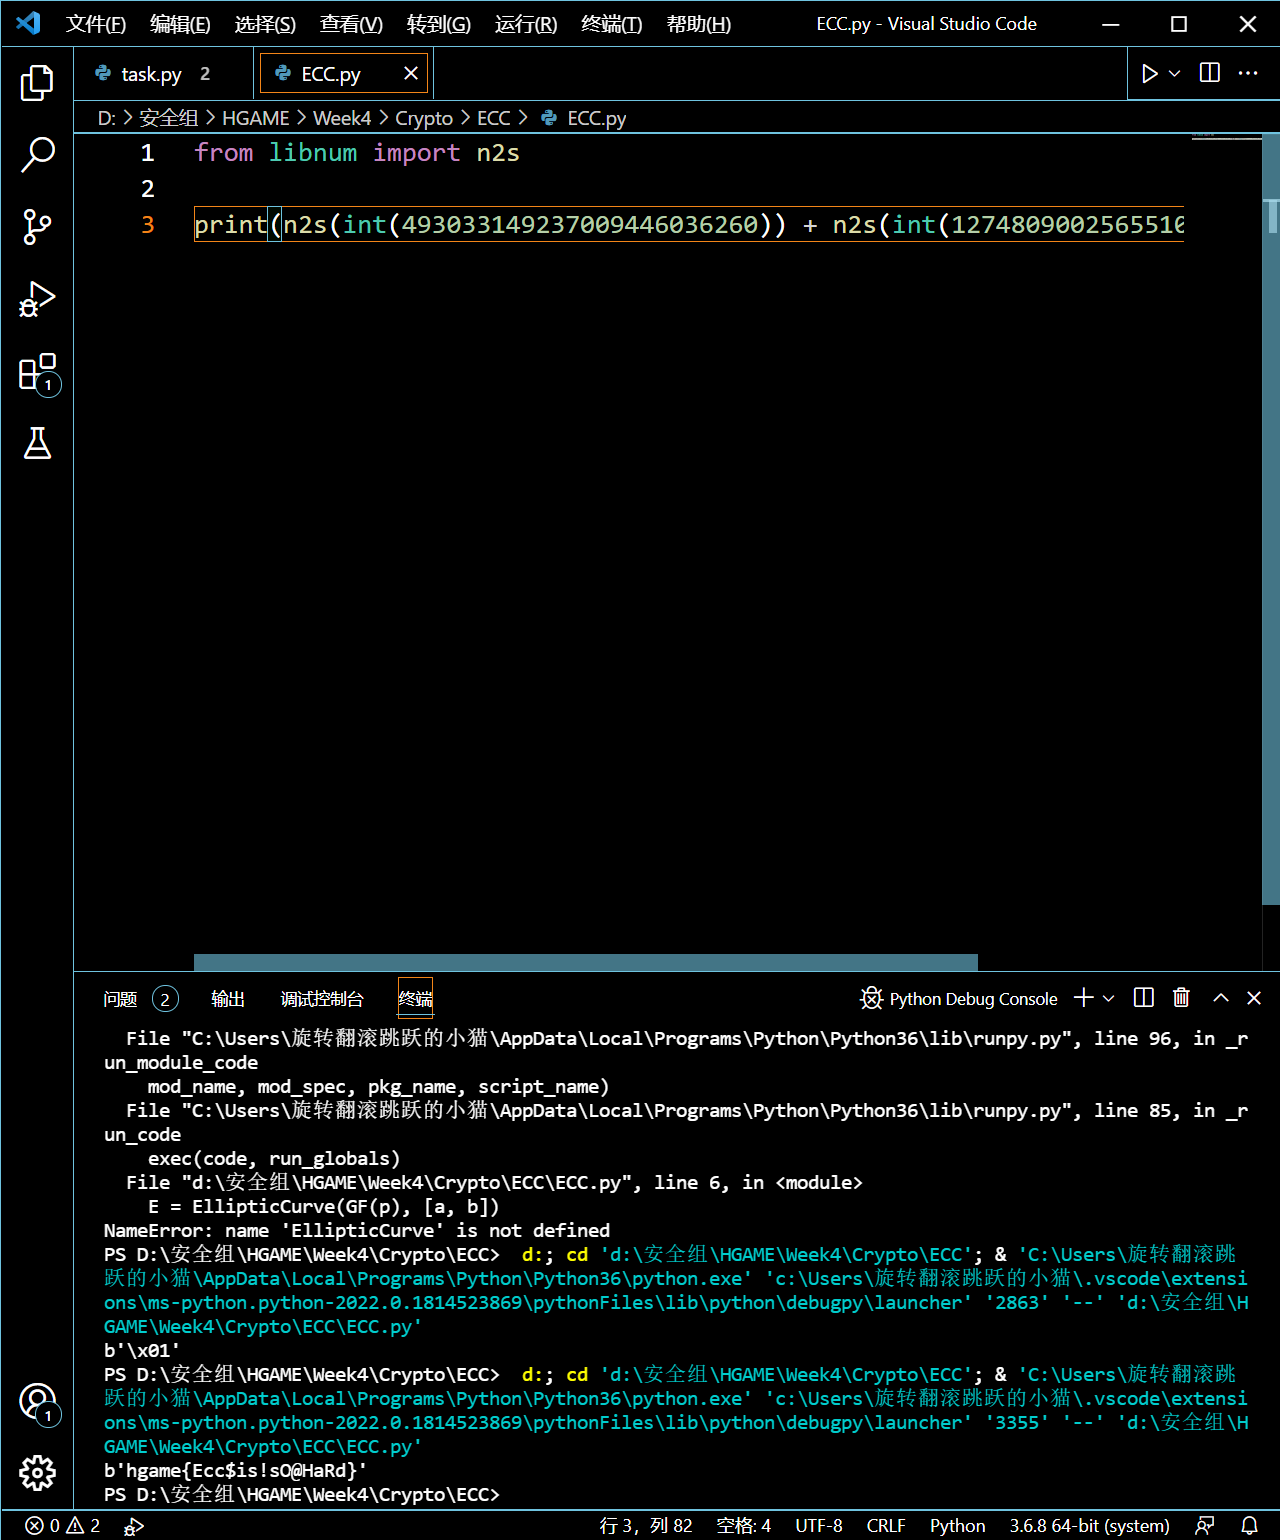 文件(F) 编辑(E) 选择(S) 查看(V) 转到(G) 运行(R) 终端(T) 帮助(H) ECC.py - Visual Studio Code
task.py 2 ECC.py
D: > 安全组 > HGAME > Week4 > Crypto > ECC > ECC.py
1 from libnum import n2s
2
3 print(n2s(int(493033149237009446036260)) + n2s(int(1274809002565510
1
问题 2 输出 调试控制台 终端 Python Debug Console
File "C:\Users\旋转翻滚跳跃的小猫\AppData\Local\Programs\Python\Python36\lib\runpy.py", line 96, in _r
un_module_code
mod_name, mod_spec, pkg_name, script_name)
File "C:\Users\旋转翻滚跳跃的小猫\AppData\Local\Programs\Python\Python36\lib\runpy.py", line 85, in _r
un_code
exec(code, run_globals)
File "d:\安全组\HGAME\Week4\Crypto\ECC\ECC.py", line 6, in <module>
E = EllipticCurve(GF(p), [a, b])
NameError: name 'EllipticCurve' is not defined
PS D:\安全组\HGAME\Week4\Crypto\ECC> d:; cd 'd:\安全组\HGAME\Week4\Crypto\ECC'; & 'C:\Users\旋转翻滚跳
跃的小猫\AppData\Local\Programs\Python\Python36\python.exe' 'c:\Users\旋转翻滚跳跃的小猫\.vscode\extensi
ons\ms-python.python-2022.0.1814523869\pythonFiles\lib\python\debugpy\launcher' '2863' '--' 'd:\安全组\H
GAME\Week4\Crypto\ECC\ECC.py'
b'\x01'
PS D:\安全组\HGAME\Week4\Crypto\ECC> d:; cd 'd:\安全组\HGAME\Week4\Crypto\ECC'; & 'C:\Users\旋转翻滚跳
跃的小猫\AppData\Local\Programs\Python\Python36\python.exe' 'c:\Users\旋转翻滚跳跃的小猫\.vscode\extensi
ons\ms-python.python-2022.0.1814523869\pythonFiles\lib\python\debugpy\launcher' '3355' '--' 'd:\安全组\H
GAME\Week4\Crypto\ECC\ECC.py'
b'hgame{Ecc$is!sO@HaRd}'
PS D:\安全组\HGAME\Week4\Crypto\ECC>
1
0 2 行 3，列 82 空格: 4 UTF-8 CRLF Python 3.6.8 64-bit (system)